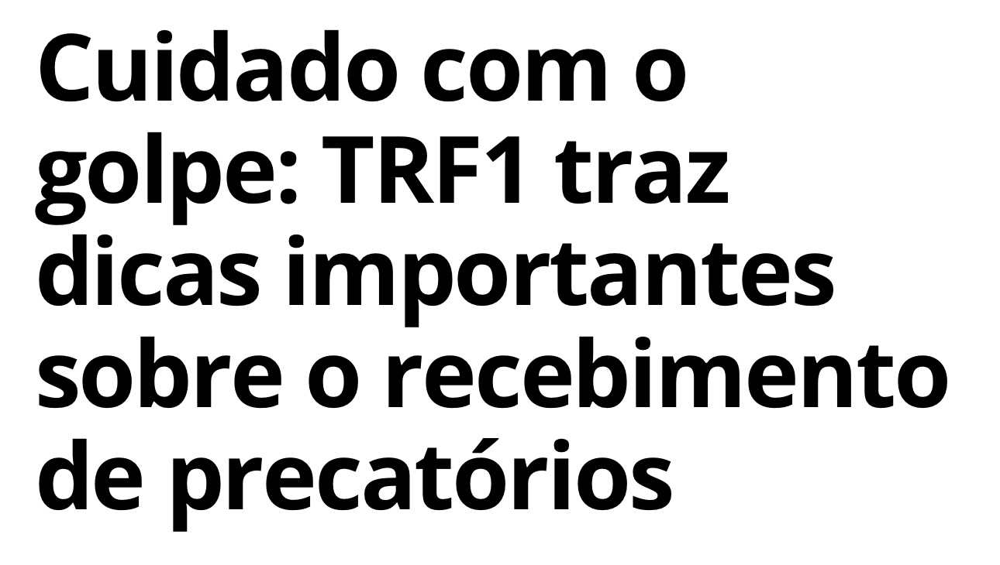 Cuidado com o
golpe: TRF1 traz
dicas importantes
sobre o recebimento
de precatórios